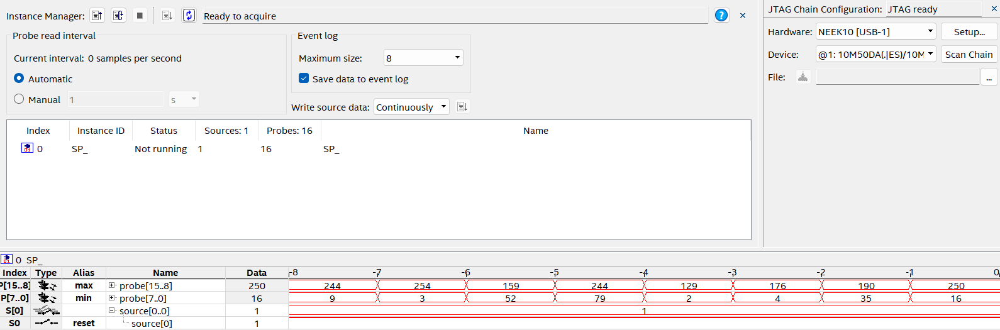 Instance Manager: Ready to acquire
JTAG Chain Configuration: JTAG ready
Probe read interval
Current interval: 0 samples per second
Automatic
Manual 1 s
Event log
Maximum size: 8
Save data to event log
Write source data: Continuously
Hardware: NEEK10 [USB-1] Setup...
Device: @1: 10M50DA(.|ES)/10M Scan Chain
File: ...
Index Instance ID Status Sources: 1 Probes: 16 Name
0 SP_ Not running 1 16 SP_
0 SP_
Index Type Alias Name Data -8 -7 -6 -5 -4 -3 -2 -1 0
P[15..8] max probe[15..8] 250 244 254 159 244 129 176 190 250
P[7..0] min probe[7..0] 16 9 3 52 79 2 4 35 16
S[0] source[0..0] 1 1
S0 reset source[0] 1